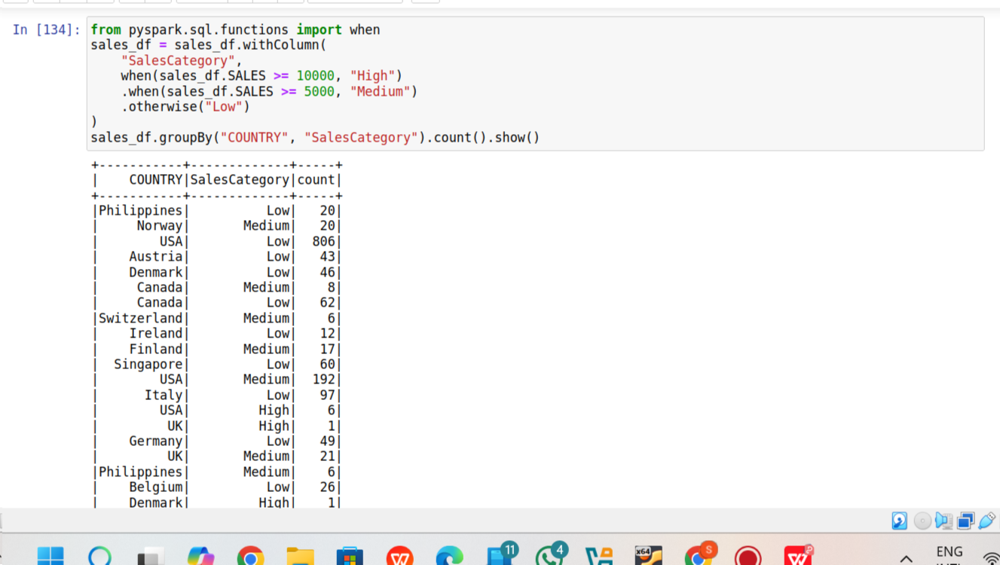 In [134]: from pyspark.sql.functions import when
sales_df = sales_df.withColumn(
    "SalesCategory",
    when(sales_df.SALES >= 10000, "High")
    .when(sales_df.SALES >= 5000, "Medium")
    .otherwise("Low")
)
sales_df.groupBy("COUNTRY", "SalesCategory").count().show()
+-----------+-------------+-----+
|    COUNTRY|SalesCategory|count|
+-----------+-------------+-----+
|Philippines|          Low|   20|
|     Norway|       Medium|   20|
|        USA|          Low|  806|
|    Austria|          Low|   43|
|    Denmark|          Low|   46|
|     Canada|       Medium|    8|
|     Canada|          Low|   62|
|Switzerland|       Medium|    6|
|    Ireland|          Low|   12|
|    Finland|       Medium|   17|
|  Singapore|          Low|   60|
|        USA|       Medium|  192|
|      Italy|          Low|   97|
|        USA|         High|    6|
|         UK|         High|    1|
|    Germany|          Low|   49|
|         UK|       Medium|   21|
|Philippines|       Medium|    6|
|    Belgium|          Low|   26|
|    Denmark|         High|    1|
11
4
x64
S
ENG